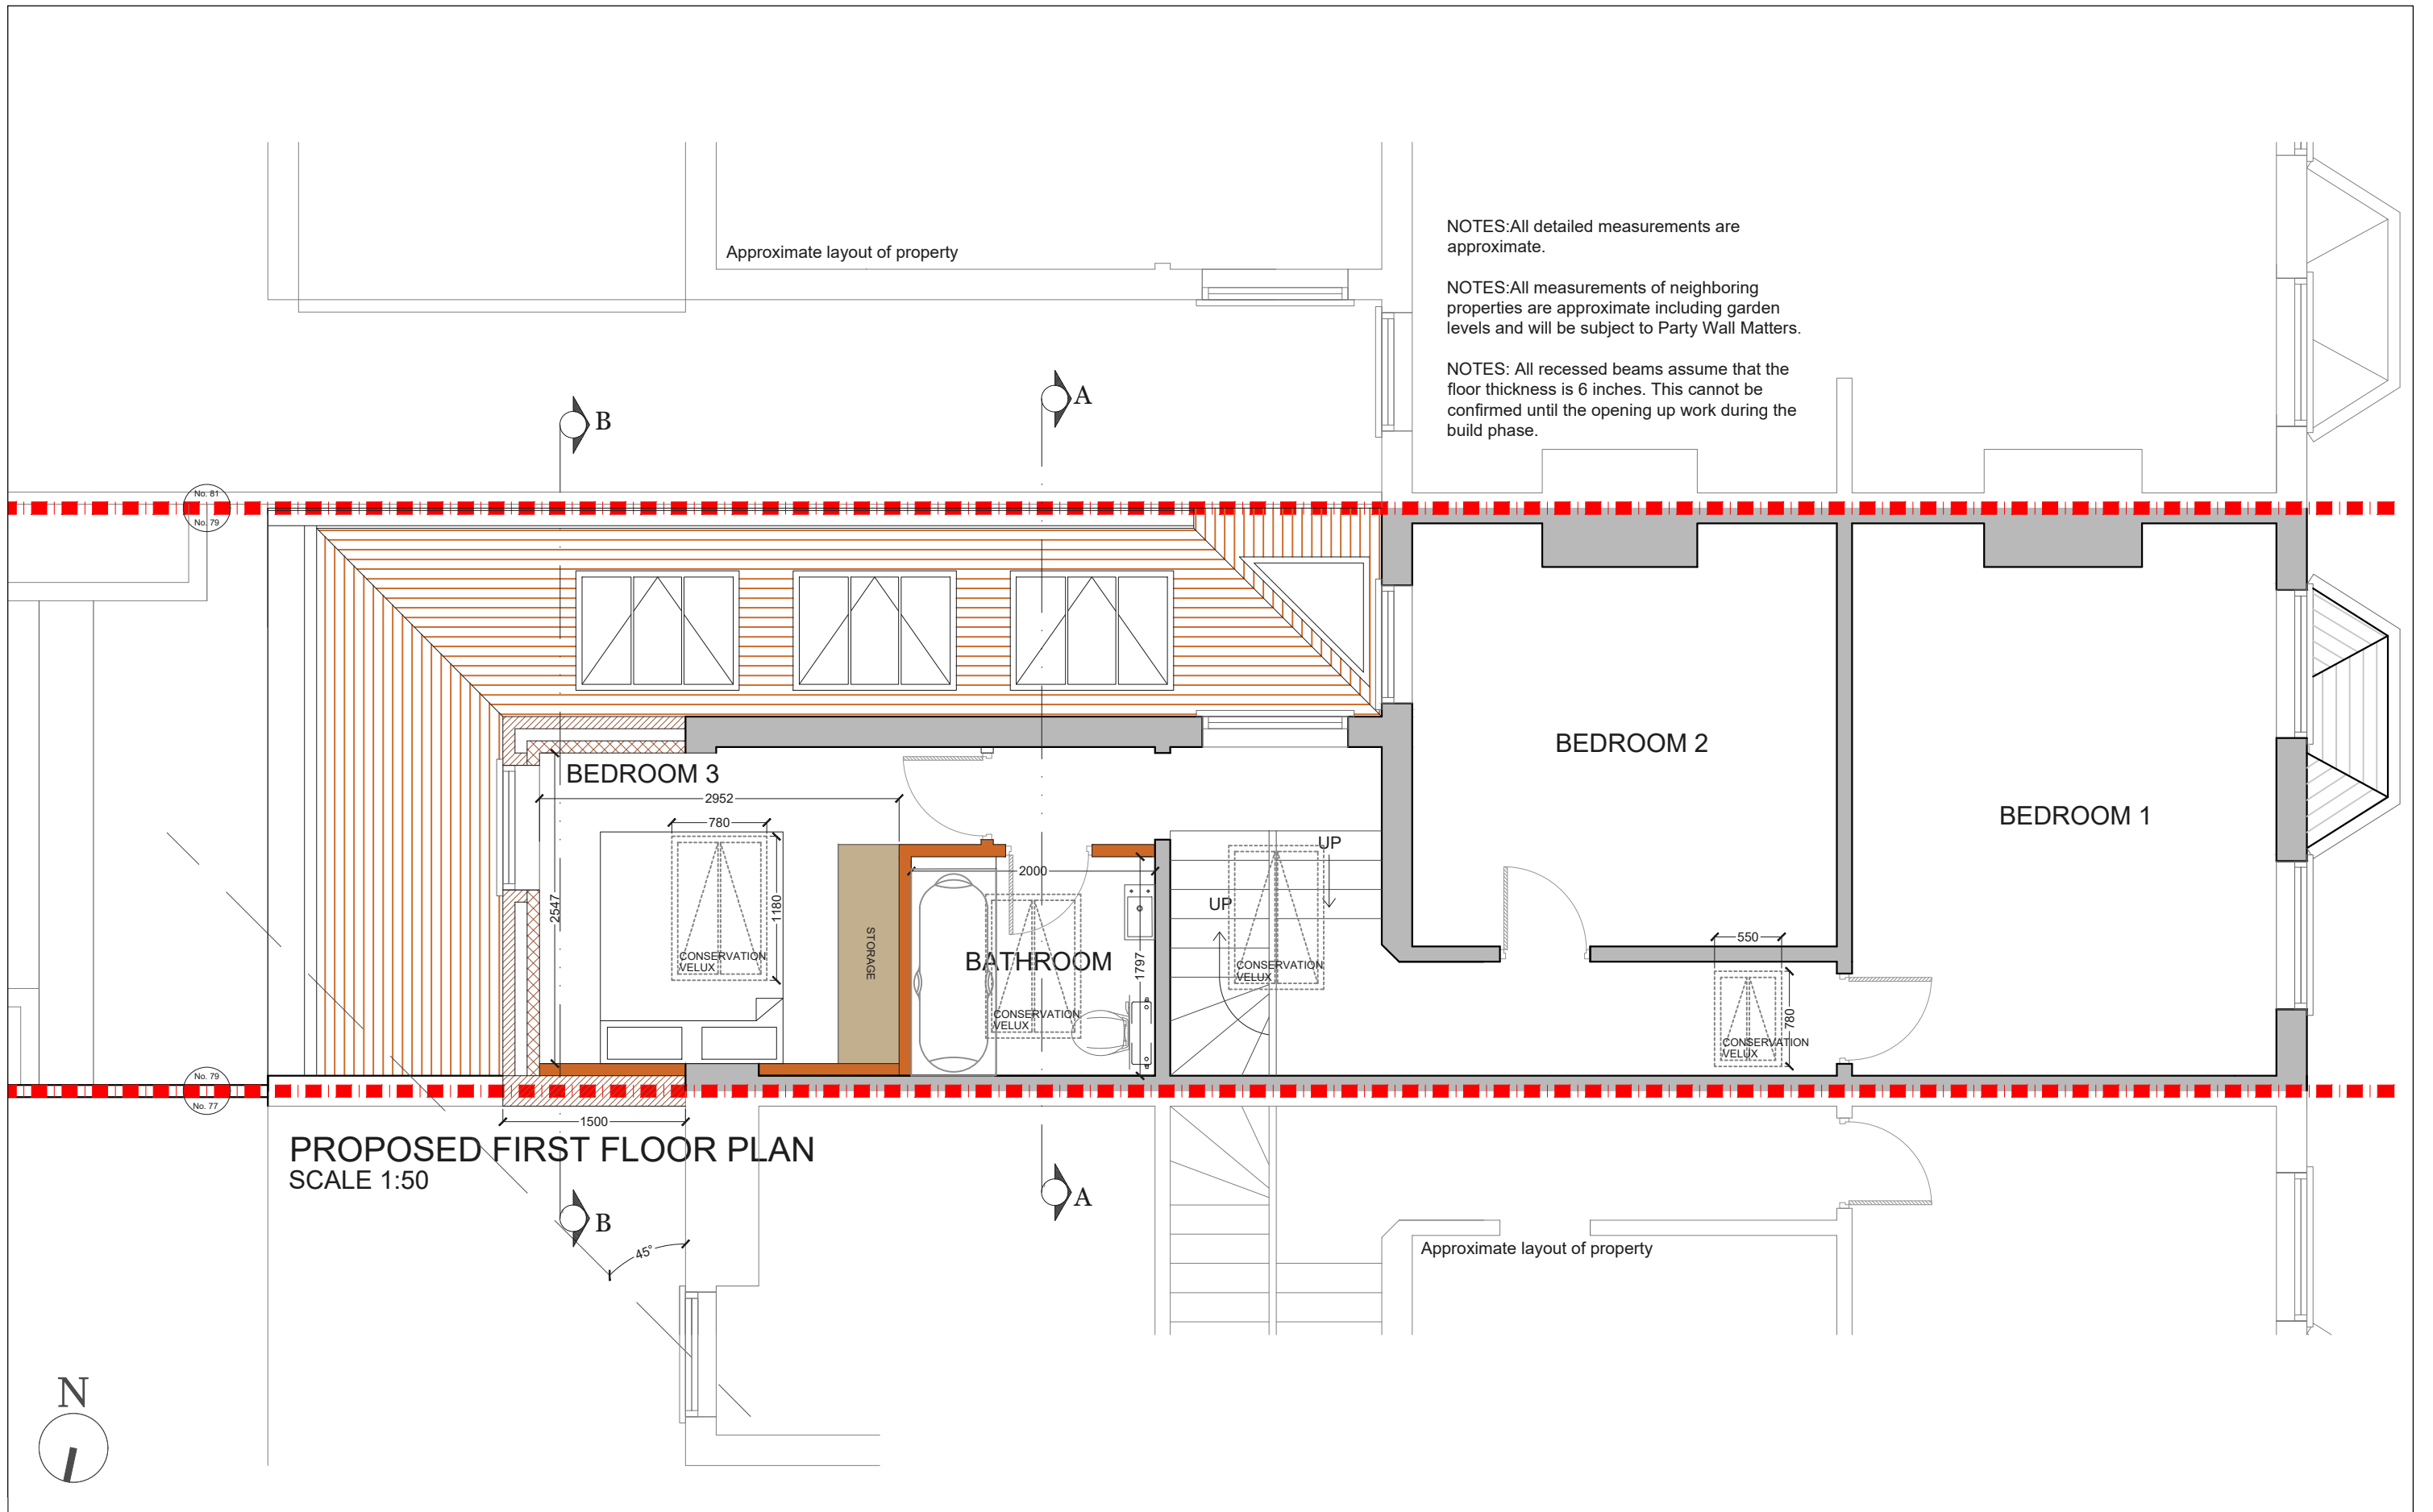 Approximate layout of property
NOTES:All detailed measurements are
approximate.
NOTES:All measurements of neighboring
properties are approximate including garden
levels and will be subject to Party Wall Matters.
NOTES: All recessed beams assume that the
floor thickness is 6 inches. This cannot be
confirmed until the opening up work during the
build phase.
B
A
No. 81
No. 79
BEDROOM 3
2952
780
1180
2547
CONSERVATION
VELUX
STORAGE
2000
BATHROOM
1797
CONSERVATION
VELUX
UP
UP
CONSERVATION
VELUX
BEDROOM 2
BEDROOM 1
550
780
CONSERVATION
VELUX
No. 79
No. 77
1500
PROPOSED FIRST FLOOR PLAN
SCALE 1:50
B
A
45°
Approximate layout of property
N